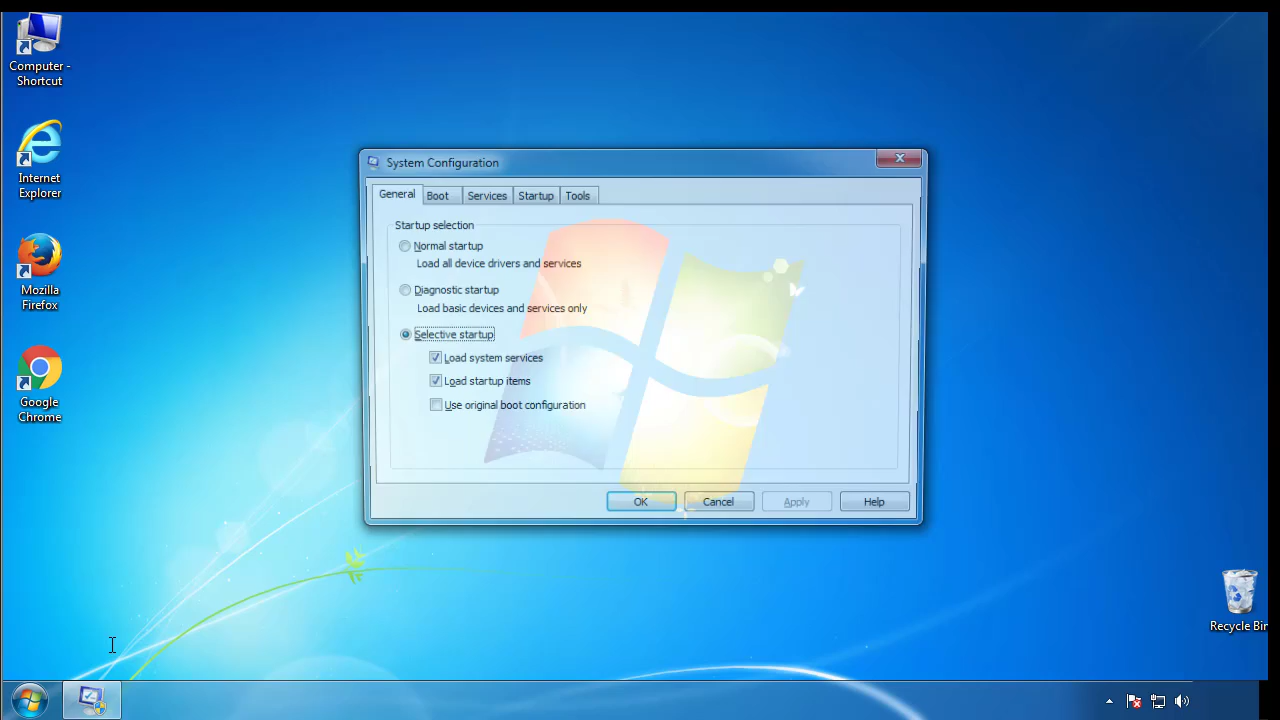 Computer -
Shortcut
Internet
Explorer
Mozilla
Firefox
Google
Chrome
System Configuration
General Boot Services Startup Tools
Startup selection
Normal startup
Load all device drivers and services
Diagnostic startup
Load basic devices and services only
Selective startup
Load system services
Load startup items
Use original boot configuration
OK Cancel Apply Help
Recycle Bin